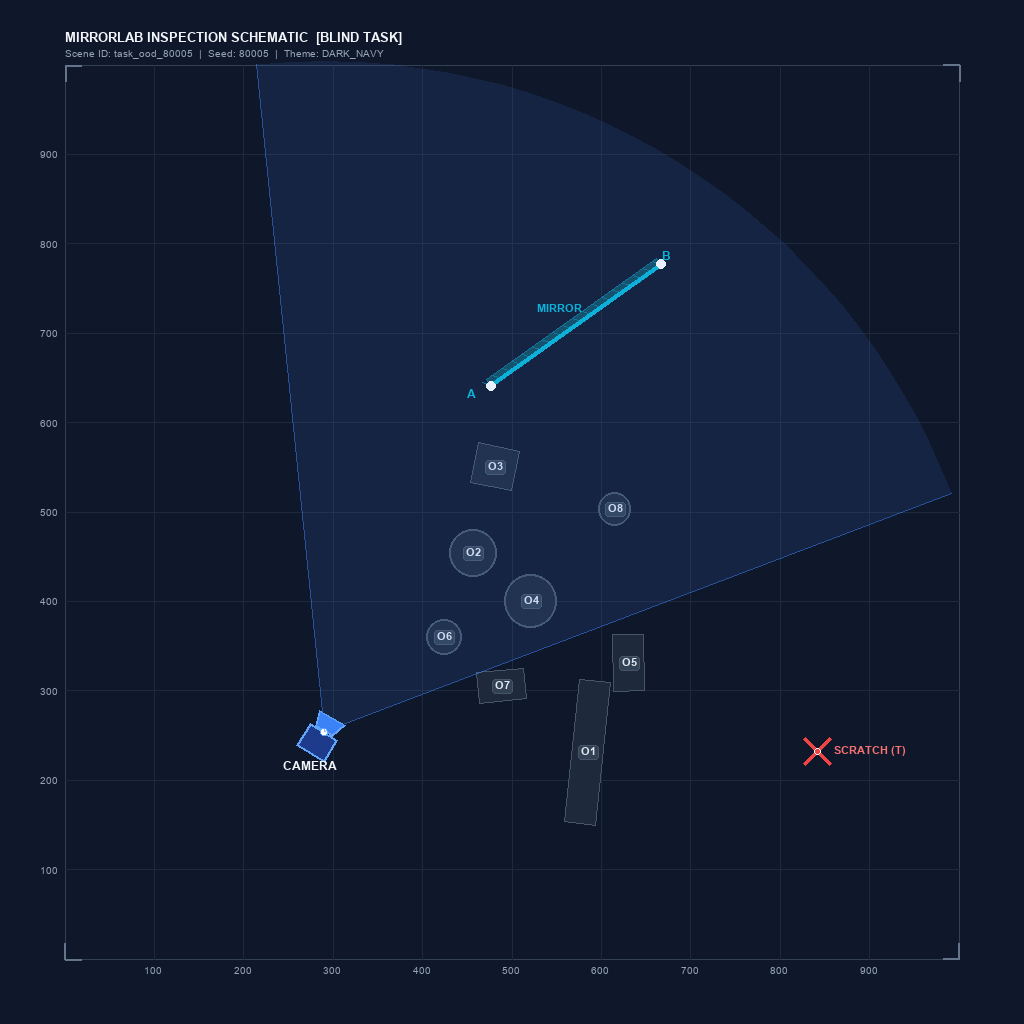 MIRRORLAB INSPECTION SCHEMATIC [BLIND TASK]
Scene ID: task_ood_80005 | Seed: 80005 | Theme: DARK_NAVY
900
800
700
600
500
400
300
200
100
B
MIRROR
A
O3
O8
O2
O4
O6
O5
O7
O1
SCRATCH (T)
CAMERA
100
200
300
400
500
600
700
800
900